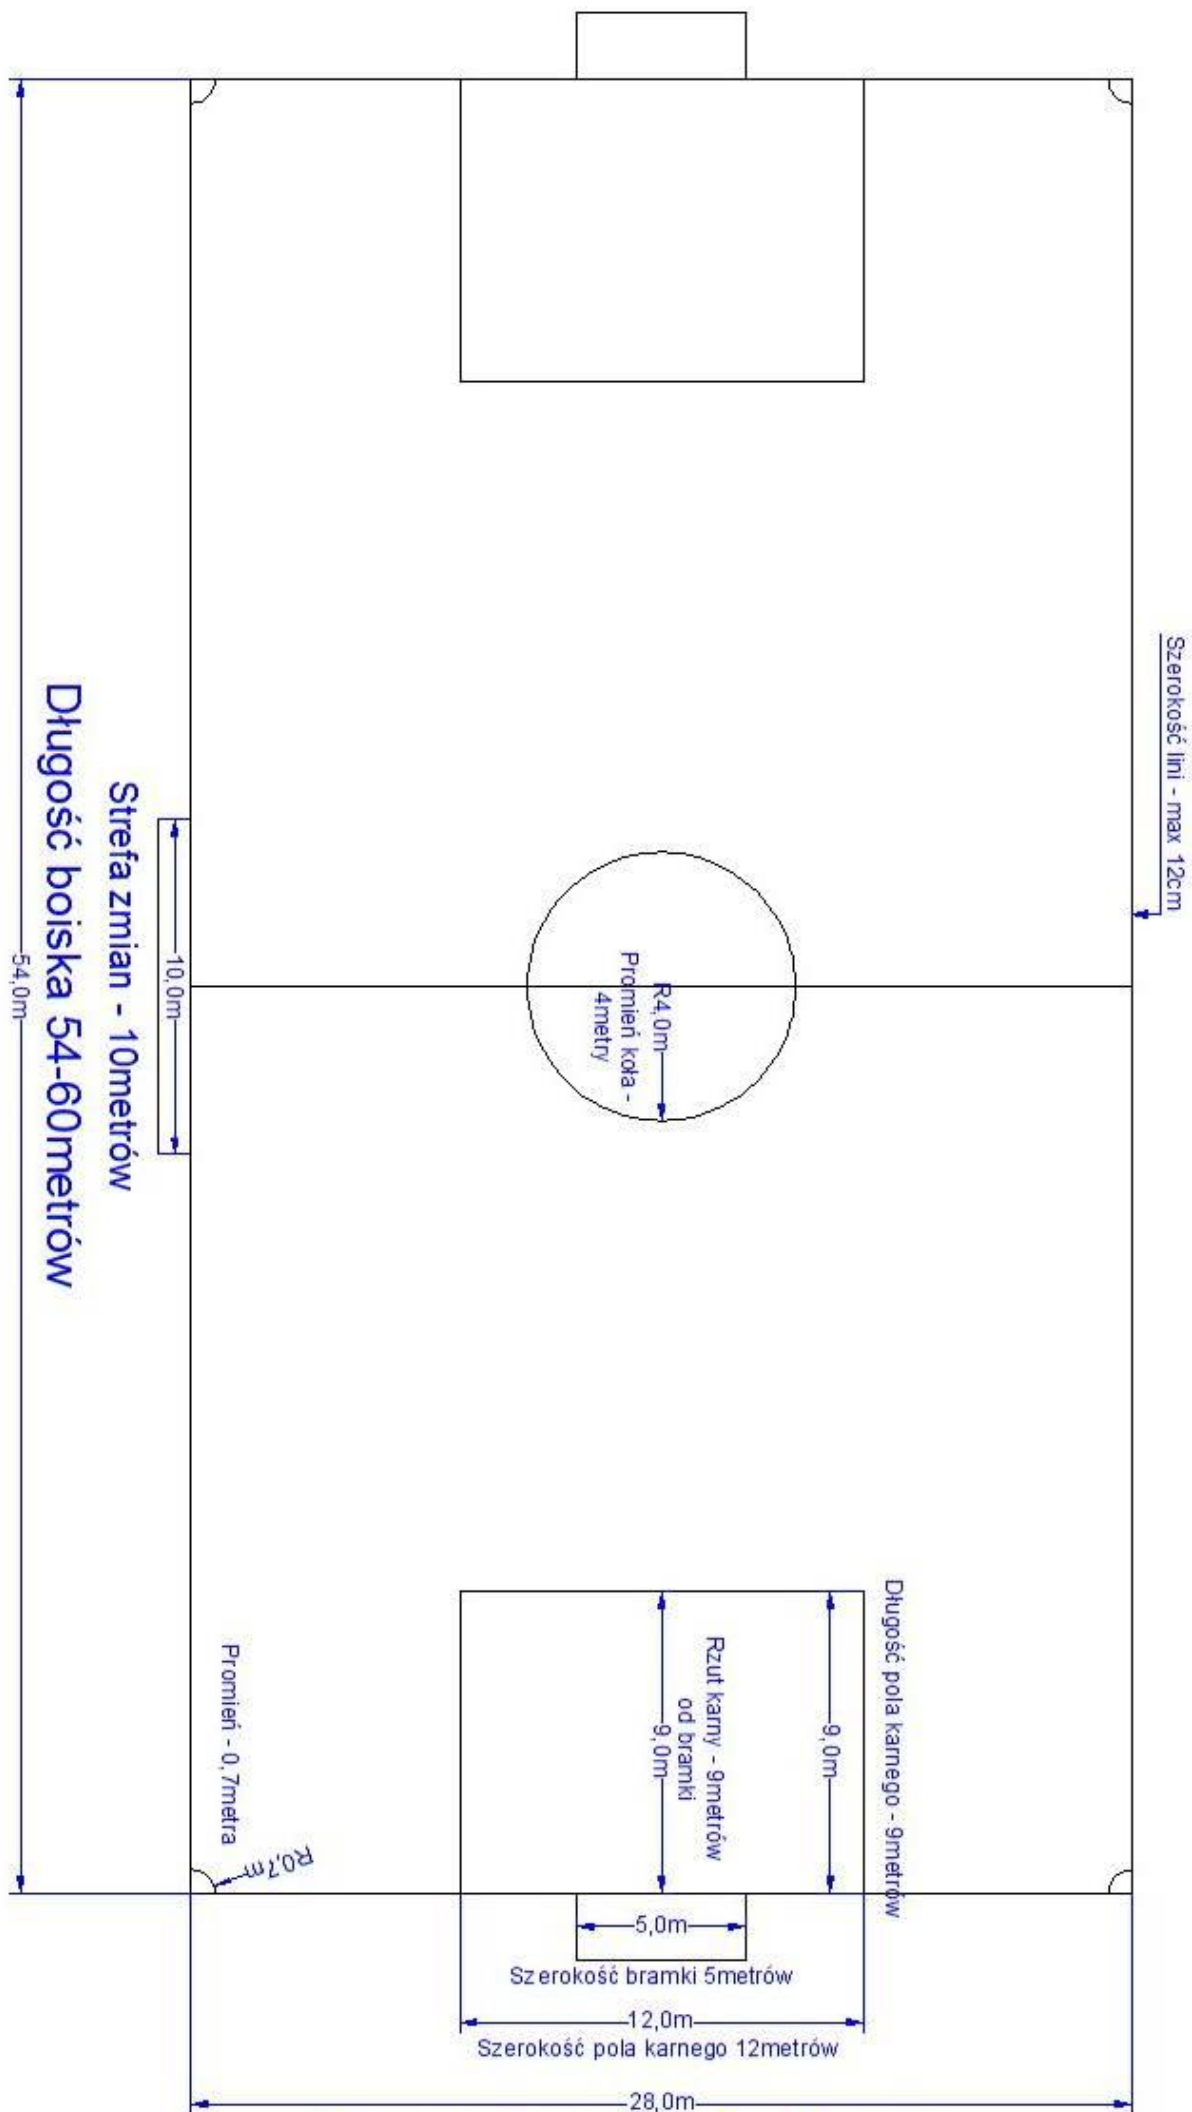 Szerokość lini - max 12cm
R4,0m
Promień koła -
4metry
10,0m
Strefa zmian - 10metrów
Długość boiska 54-60metrów
54,0m
Długość pola karnego - 9metrów
9,0m
Rzut karny - 9metrów
od bramki
9,0m
Promień - 0,7metra
R0,7m
5,0m
Szerokość bramki 5metrów
12,0m
Szerokość pola karnego 12metrów
28,0m